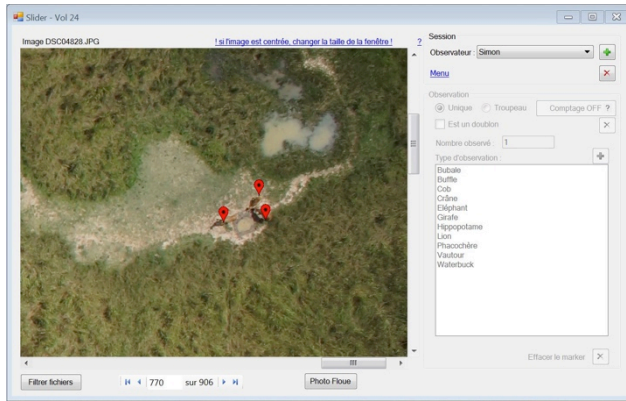 Slider - Vol 24
Image DSC04828.JPG
! si l'image est centrée, changer la taille de la fenêtre !
?
Session
Observateur : Simon
Menu
Observation
Unique
Troupeau
Comptage OFF ?
Est un doublon
Nombre observé : 1
Type d'observation :
Bubale
Buffle
Cob
Crâne
Eléphant
Girafe
Hippopotame
Lion
Phacochère
Vautour
Waterbuck
Effacer le marker
Filtrer fichiers
770 sur 906
Photo Floue